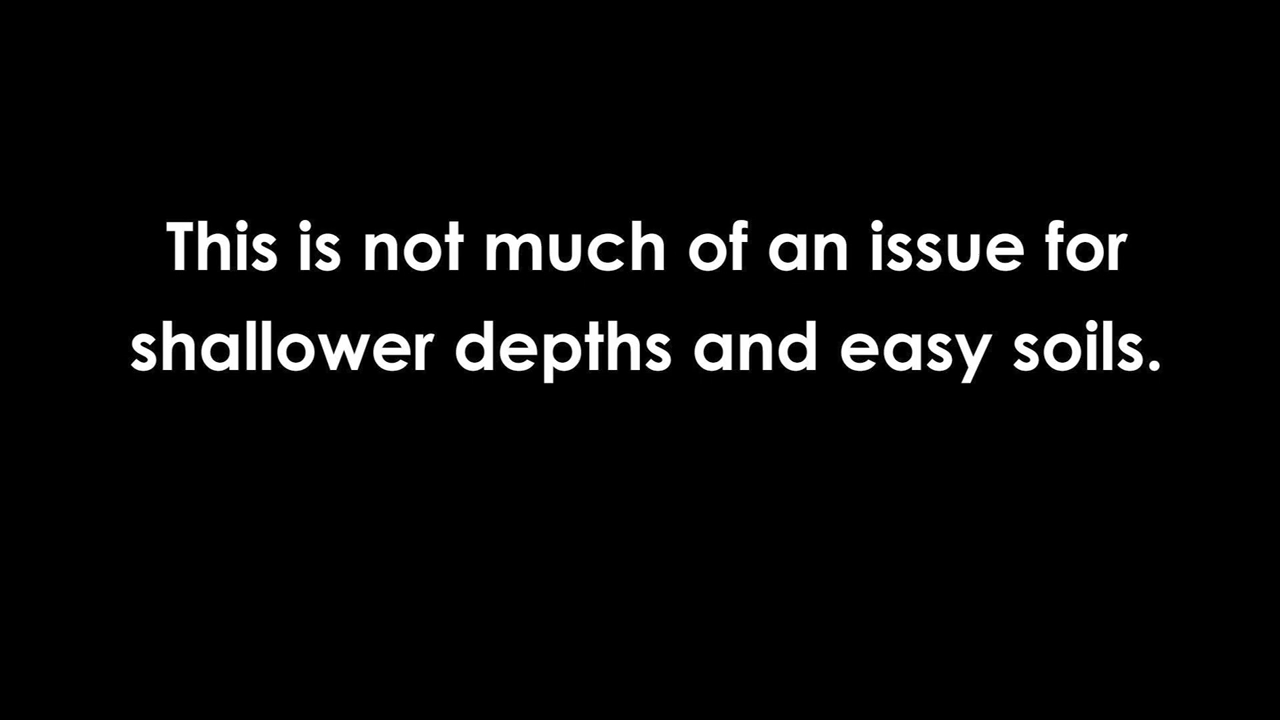 This is not much of an issue for
shallower depths and easy soils.